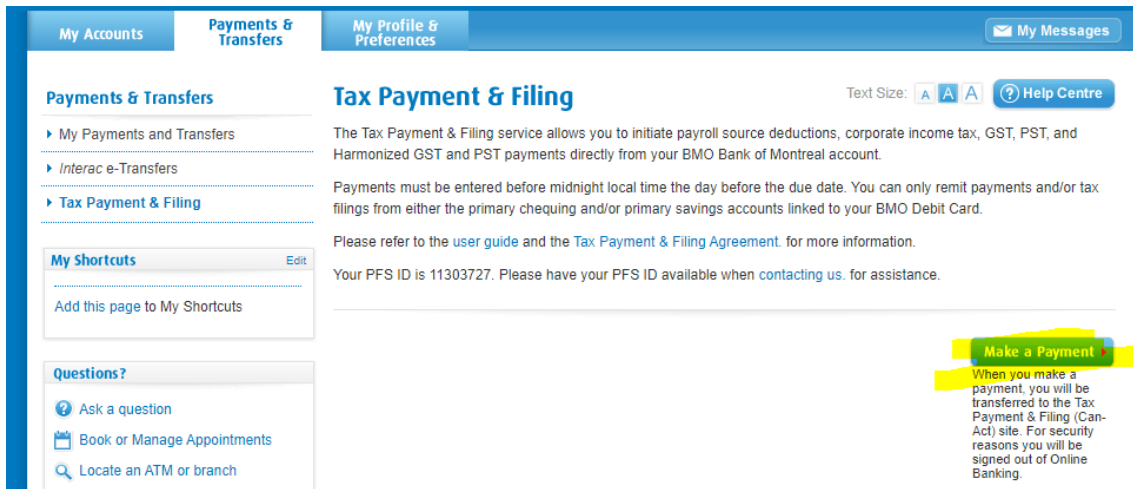 My Accounts
Payments &
Transfers
My Profile &
Preferences
My Messages
Payments & Transfers
My Payments and Transfers
Interac e-Transfers
Tax Payment & Filing
My Shortcuts
Edit
Add this page to My Shortcuts
Questions?
Ask a question
Book or Manage Appointments
Locate an ATM or branch
Tax Payment & Filing
Text Size: A A A
? Help Centre
The Tax Payment & Filing service allows you to initiate payroll source deductions, corporate income tax, GST, PST, and
Harmonized GST and PST payments directly from your BMO Bank of Montreal account.
Payments must be entered before midnight local time the day before the due date. You can only remit payments and/or tax
filings from either the primary chequing and/or primary savings accounts linked to your BMO Debit Card.
Please refer to the user guide and the Tax Payment & Filing Agreement. for more information.
Your PFS ID is 11303727. Please have your PFS ID available when contacting us. for assistance.
Make a Payment
When you make a
payment, you will be
transferred to the Tax
Payment & Filing (Can-
Act) site. For security
reasons you will be
signed out of Online
Banking.